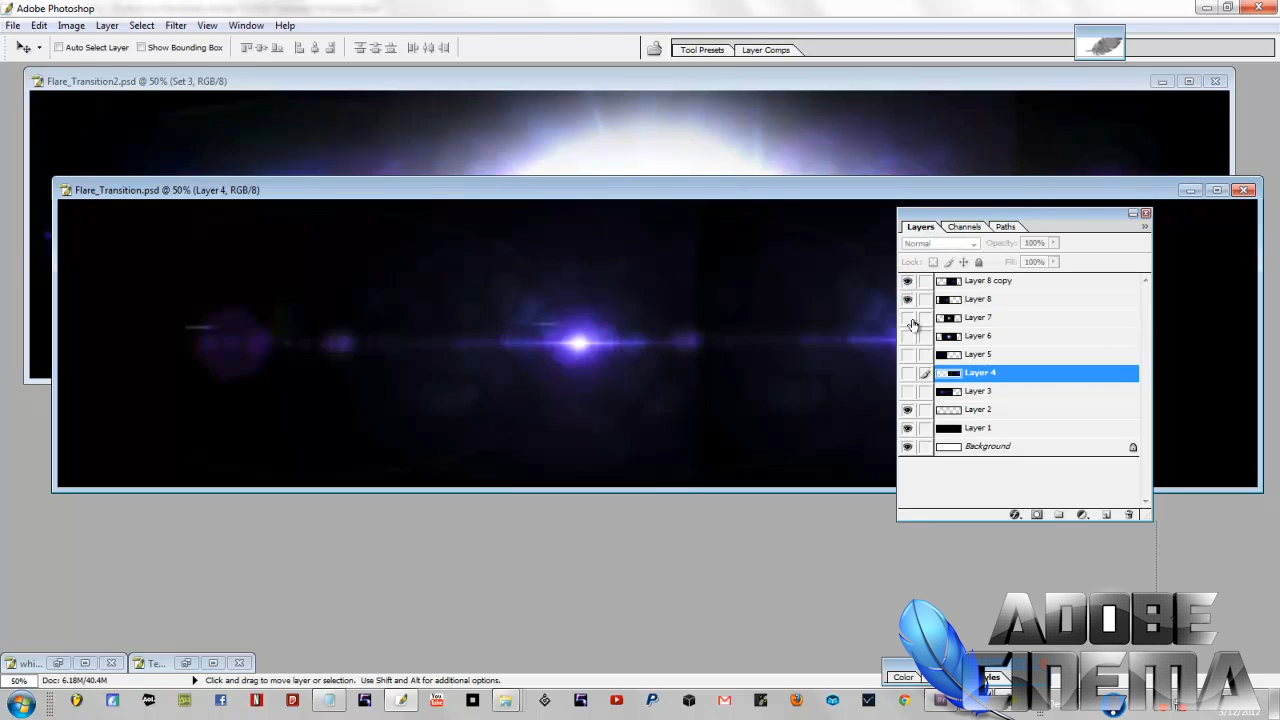 Adobe Photoshop
File Edit Image Layer Select Filter View Window Help
Auto Select Layer Show Bounding Box
Tool Presets Layer Comps
Flare_Transition2.psd @ 50% (Set 3, RGB/8)
Flare_Transition.psd @ 50% (Layer 4, RGB/8)
Layers Channels Paths
Normal Opacity: 100%
Lock: Fill: 100%
Layer 8 copy
Layer 8
Layer 7
Layer 6
Layer 5
Layer 4
Layer 3
Layer 2
Layer 1
Background
ADOBE
CINEMA
whi... Te...
Color
50% Doc: 6.18M/40.4M Click and drag to move layer or selection. Use Shift and Alt for additional options.